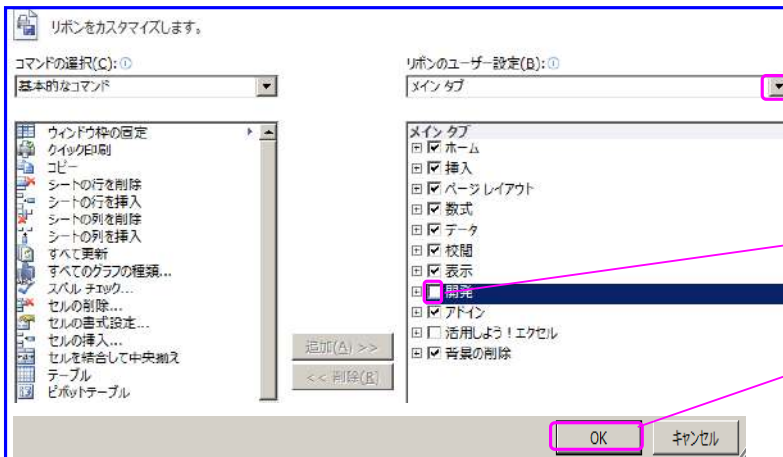 リボンをカスタマイズします。
コマンドの選択(C):
基本的なコマンド
ウィンドウ枠の固定
クイック印刷
コピー
シートの行を削除
シートの行を挿入
シートの列を削除
シートの列を挿入
すべて更新
すべてのグラフの種類...
スペル チェック...
セルの削除...
セルの書式設定...
セルの挿入...
セルを結合して中央揃え
テーブル
ピボットテーブル
追加(A) >>
<< 削除(R)
リボンのユーザー設定(B):
メイン タブ
メイン タブ
ホーム
挿入
ページ レイアウト
数式
データ
校閲
表示
開発
アドイン
活用しよう！エクセル
背景の削除
OK
キャンセル